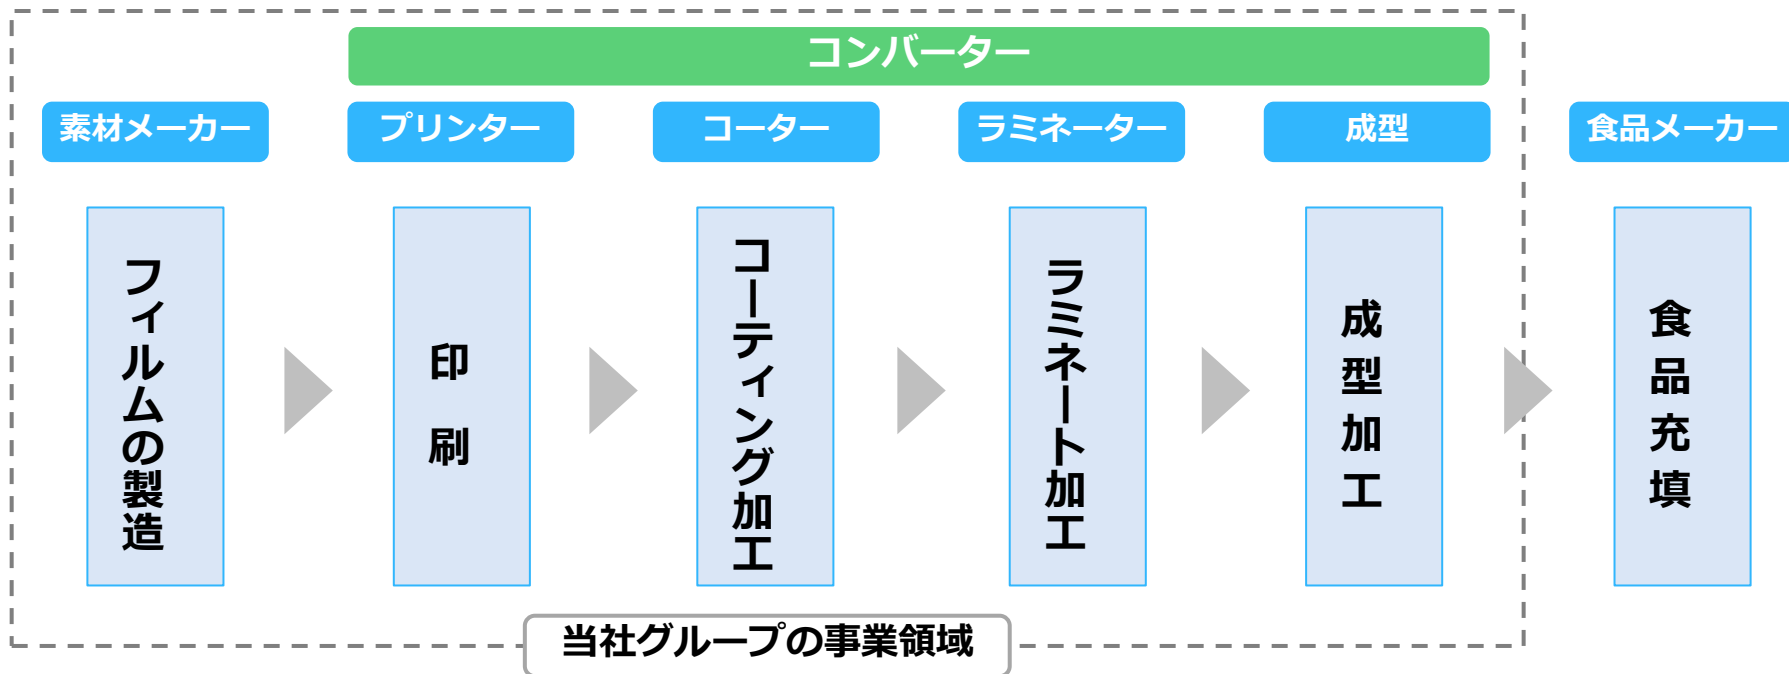 コンバーター
素材メーカー
プリンター
コーター
ラミネーター
成型
食品メーカー
フィルムの製造
印刷
コーティング加工
ラミネート加工
成型加工
食品充填
当社グループの事業領域